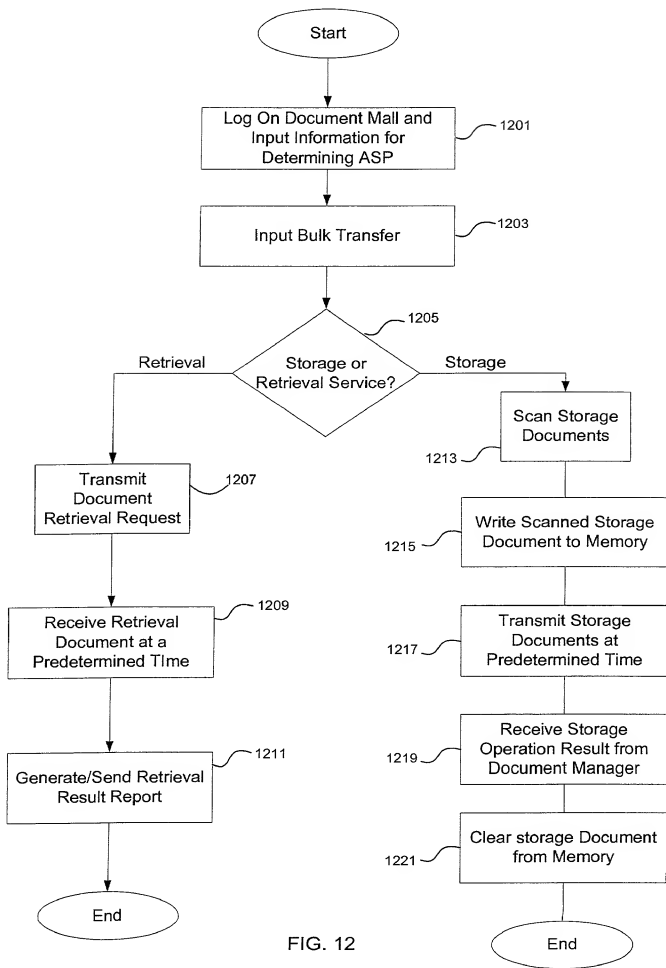 Start
Log On Document Mall and
Input Information for
Determining ASP
1201
Input Bulk Transfer
1203
1205
Storage or
Retrieval Service?
Retrieval
Storage
Transmit
Document
Retrieval Request
1207
Receive Retrieval
Document at a
Predetermined TIme
1209
Generate/Send Retrieval
Result Report
1211
End
Scan Storage
Documents
1213
Write Scanned Storage
Document to Memory
1215
Transmit Storage
Documents at
Predetermined Time
1217
Receive Storage
Operation Result from
Document Manager
1219
Clear storage Document
from Memory
1221
End
FIG. 12